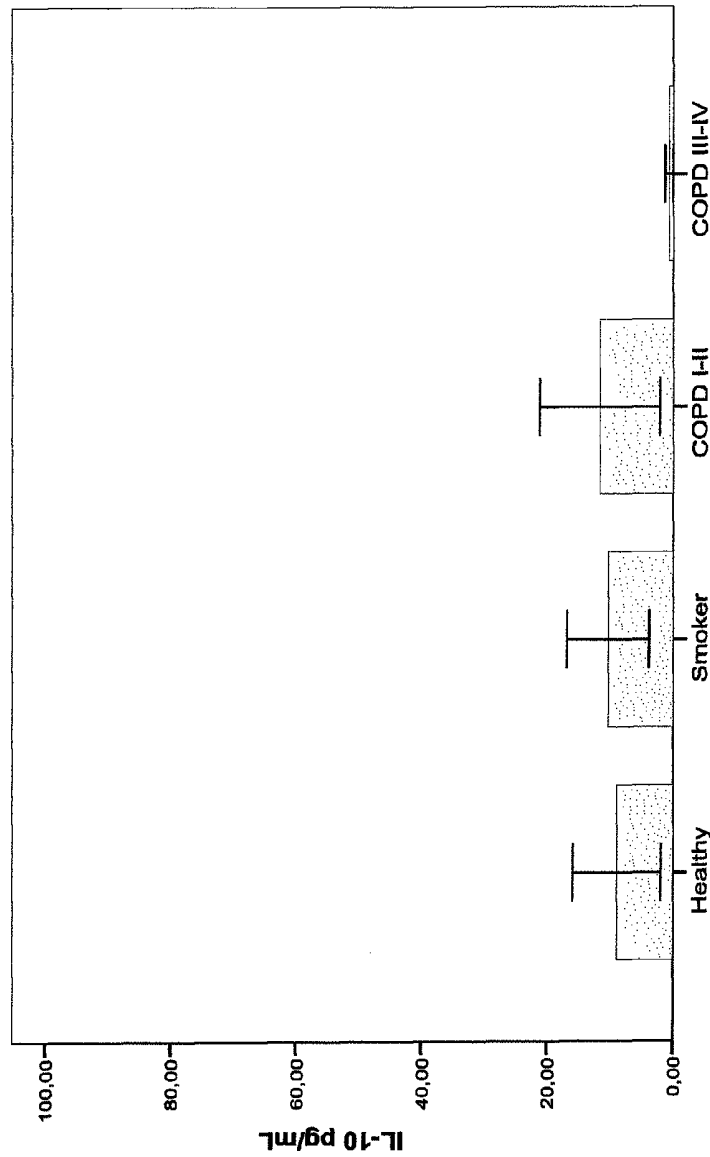 IL-10 pg/mL
100,00
80,00
60,00
40,00
20,00
0,00
Healthy
Smoker
COPD I-II
COPD III-IV